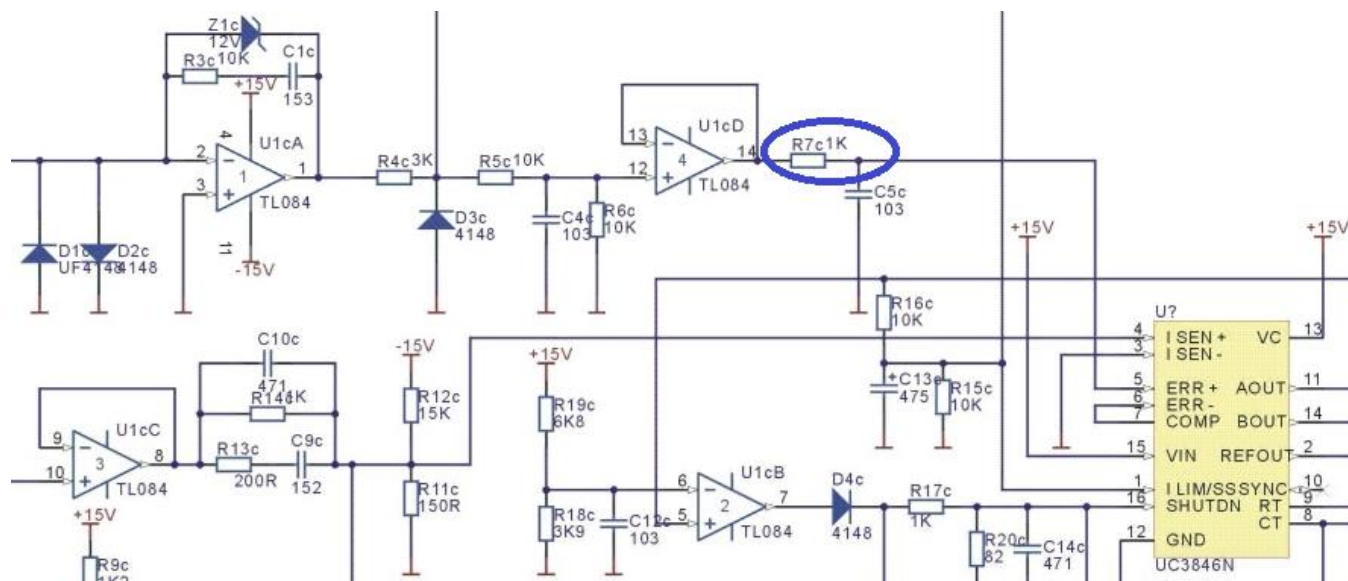 Z1c
12V
R3c 10K
C1c
153
+15V
4
U1cA
2
1
1
3
TL084
11
-15V
D2c
4148
R4c 3K
D3c
4148
R5c 10K
C4c
103
R6c
10K
U1cD
13
4
14
12
TL084
R7c 1K
C5c
103
+15V
+15V
R16c
10K
C13c
475
R15c
10K
C10c
471
R14c 1K
R13c
200R
C9c
152
U1cC
9
3
8
10
TL084
+15V
R9c
-15V
R12c
15K
R11c
150R
+15V
R19c
6K8
R18c
3K9
C12c
103
U1cB
6
2
7
5
TL084
D4c
4148
R17c
1K
R20c
82
C14c
471
U?
4 I SEN+ VC 13
3 I SEN-
5 ERR+ AOUT 11
6 ERR-
7 COMP BOUT 14
15 VIN REFOUT 2
1 I LIM/SS SYNC 10
16 SHUTDN RT 9
CT 8
12 GND
UC3846N